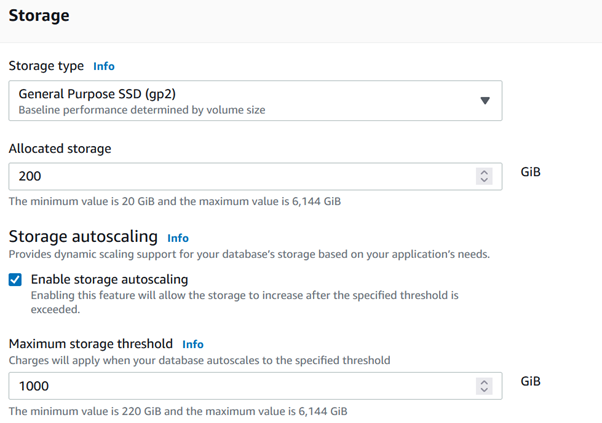 Storage
Storage type Info
General Purpose SSD (gp2)
Baseline performance determined by volume size
Allocated storage
200 GiB
The minimum value is 20 GiB and the maximum value is 6,144 GiB
Storage autoscaling Info
Provides dynamic scaling support for your database's storage based on your application's needs.
Enable storage autoscaling
Enabling this feature will allow the storage to increase after the specified threshold is
exceeded.
Maximum storage threshold Info
Charges will apply when your database autoscales to the specified threshold
1000 GiB
The minimum value is 220 GiB and the maximum value is 6,144 GiB